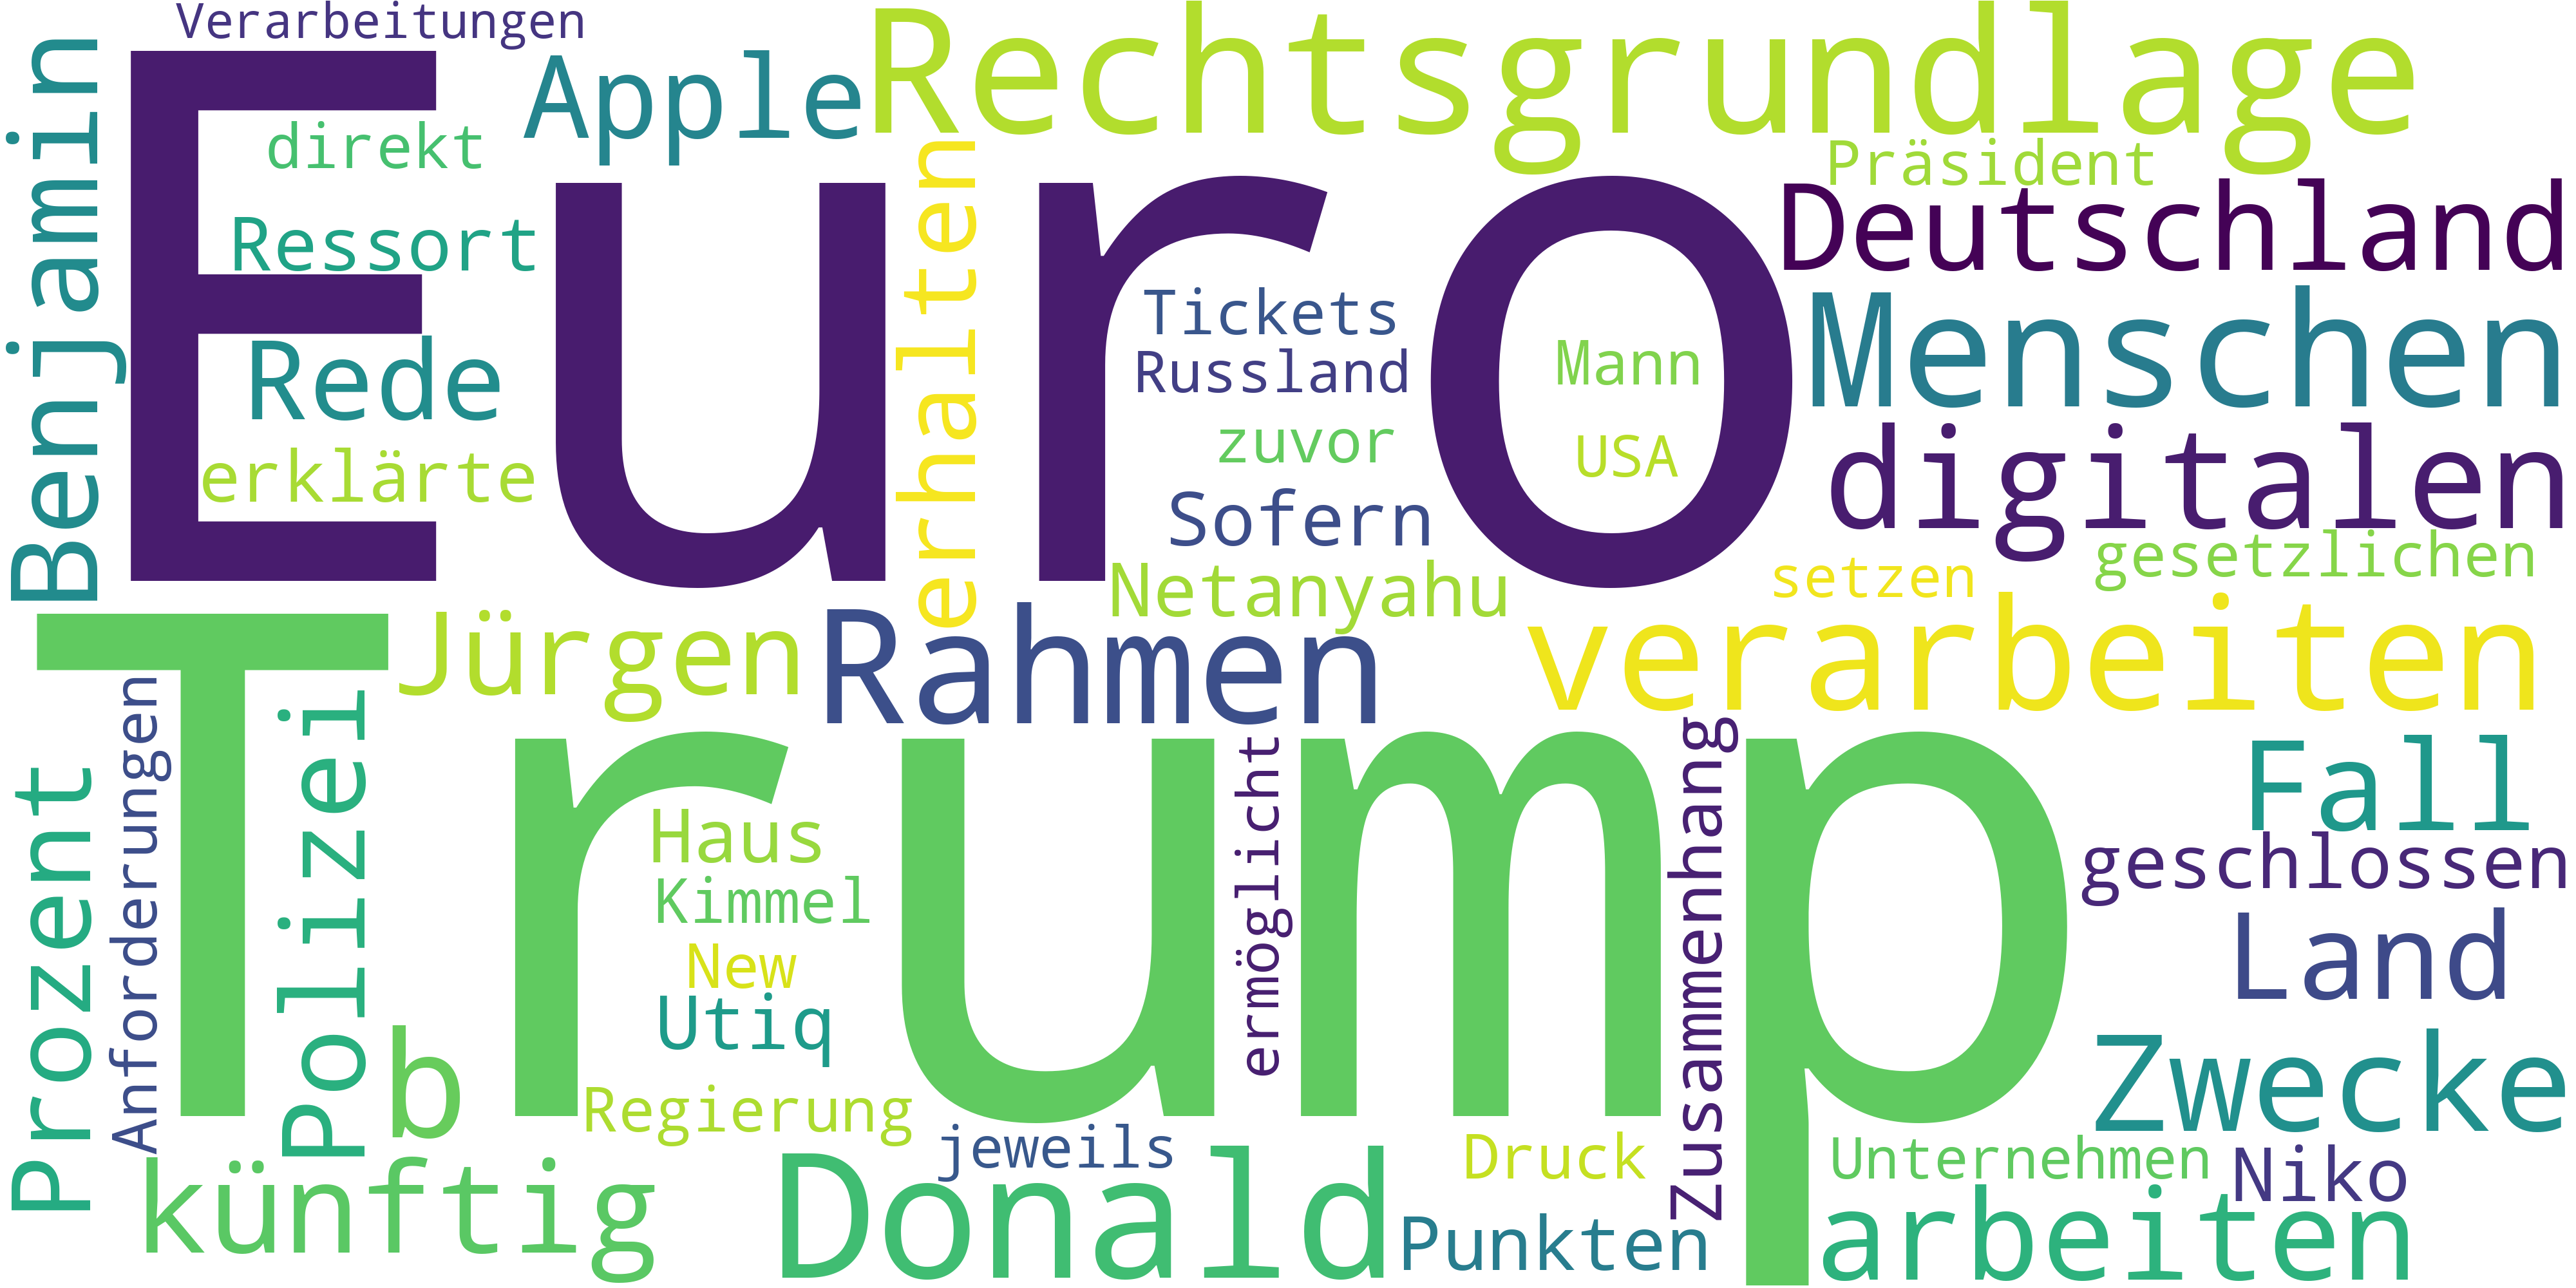 Verarbeitungen
Benjamin
Euro
Apple
Rechtsgrundlage
direkt
erhalten
Präsident
Ressort
Deutschland
Tickets
Menschen
Rede
Russland
Mann
zuvor
USA
digitalen
erklärte
Sofern
Netanyahu
setzen
gesetzlichen
Trump
Jürgen
Rahmen
verarbeiten
Anforderungen
Polizei
Prozent
ermöglicht
Zusammenhang
Fall
Haus
geschlossen
Kimmel
New
Land
Utiq
b
Zwecke
Regierung
jeweils
Druck
Unternehmen
Niko
künftig
Donald
Punkten
arbeiten